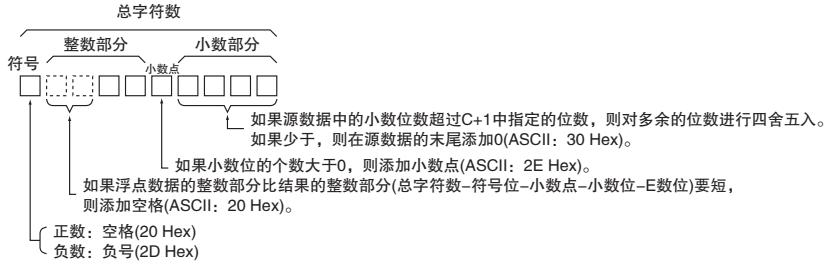 总字符数
整数部分
小数部分
符号
小数点
如果源数据中的小数位数超过C+1中指定的位数，则对多余的位数进行四舍五入。
如果少于，则在源数据的末尾添加0(ASCII：30 Hex)。
如果小数位的个数大于0，则添加小数点(ASCII：2E Hex)。
如果浮点数据的整数部分比结果的整数部分(总字符数–符号位–小数点–小数位–E数位)要短，
则添加空格(ASCII：20 Hex)。
正数：空格(20 Hex)
负数：负号(2D Hex)